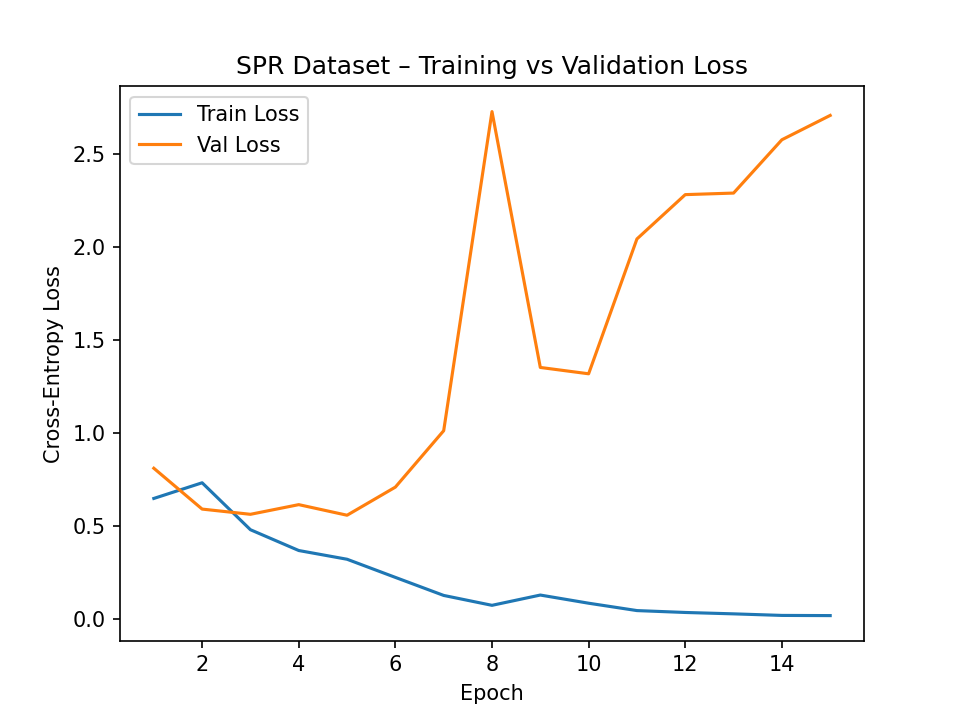 SPR Dataset – Training vs Validation Loss
Train Loss
Val Loss
Cross-Entropy Loss
2.5
2.0
1.5
1.0
0.5
0.0
2 4 6 8 10 12 14
Epoch